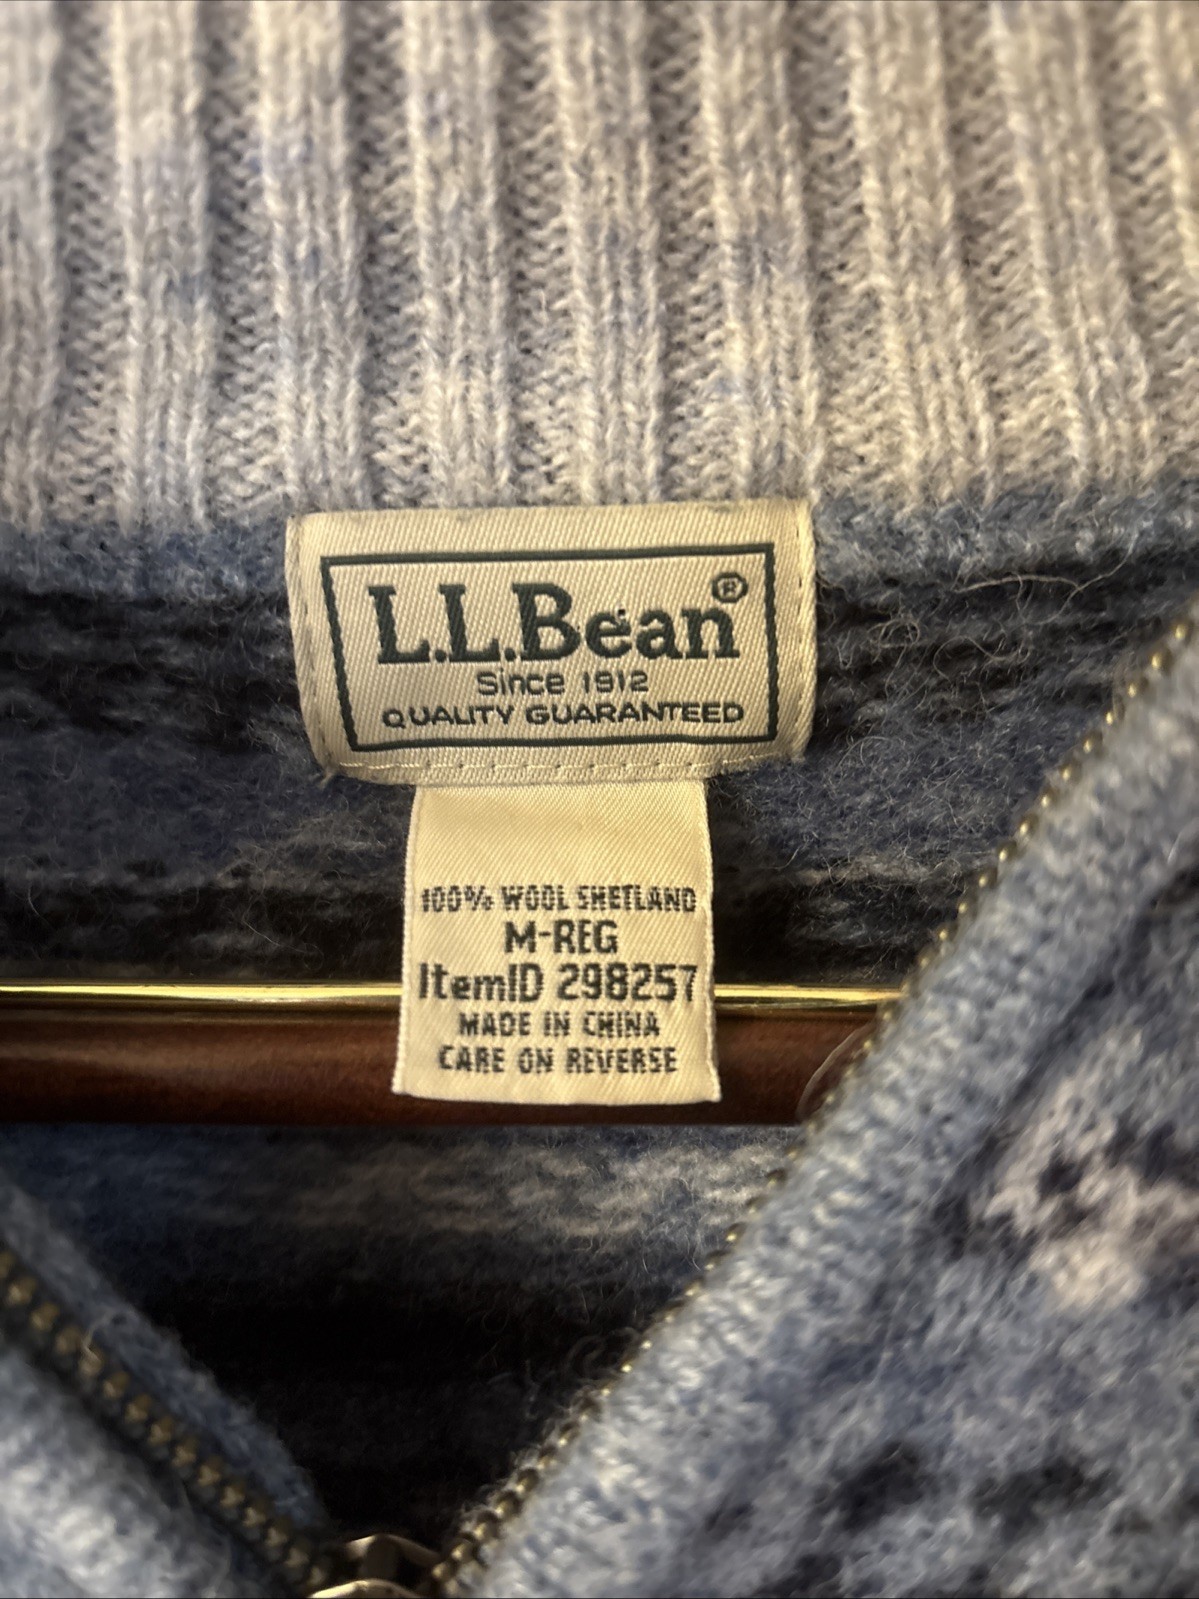 L.L.Bean®
Since 1912
QUALITY GUARANTEED
100% WOOL SHETLAND
M-REG
ItemID 298257
MADE IN CHINA
CARE ON REVERSE